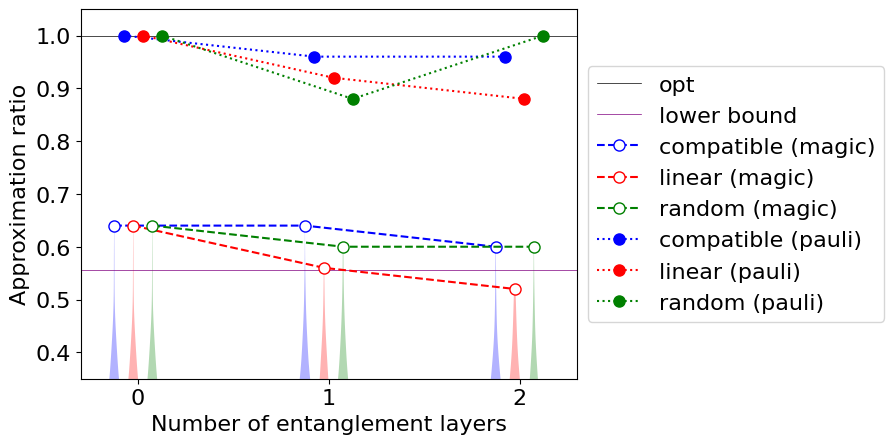 1.0
0.9
0.8
0.7
0.6
0.5
0.4
Approximation ratio
0 1 2
Number of entanglement layers
opt
lower bound
compatible (magic)
linear (magic)
random (magic)
compatible (pauli)
linear (pauli)
random (pauli)